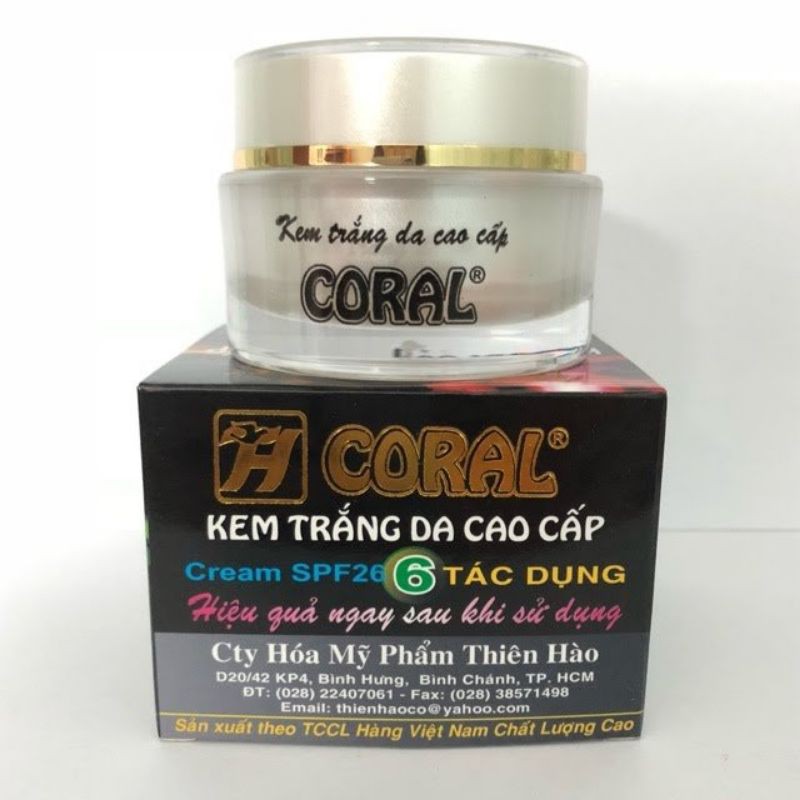 Kem trắng da cao cấp
CORAL®
H CORAL®
KEM TRẮNG DA CAO CẤP
Cream SPF26 6 TÁC DỤNG
Hiệu quả ngay sau khi sử dụng
Cty Hóa Mỹ Phẩm Thiên Hào
D20/42 KP4, Bình Hưng, Bình Chánh, TP. HCM
ĐT: (028) 22407061 - Fax: (028) 38571498
Email: thienhaoco@yahoo.com
Sản xuất theo TCCL Hàng Việt Nam Chất Lượng Cao